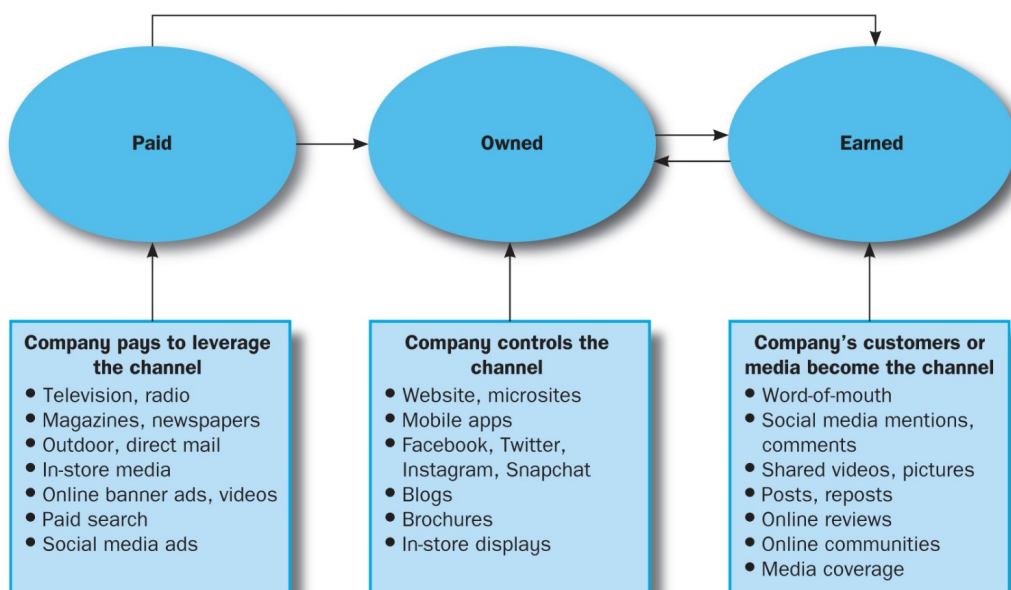 Paid
Owned
Earned
Company pays to leverage
the channel
• Television, radio
• Magazines, newspapers
• Outdoor, direct mail
• In-store media
• Online banner ads, videos
• Paid search
• Social media ads
Company controls the
channel
• Website, microsites
• Mobile apps
• Facebook, Twitter,
Instagram, Snapchat
• Blogs
• Brochures
• In-store displays
Company’s customers or
media become the channel
• Word-of-mouth
• Social media mentions,
comments
• Shared videos, pictures
• Posts, reposts
• Online reviews
• Online communities
• Media coverage